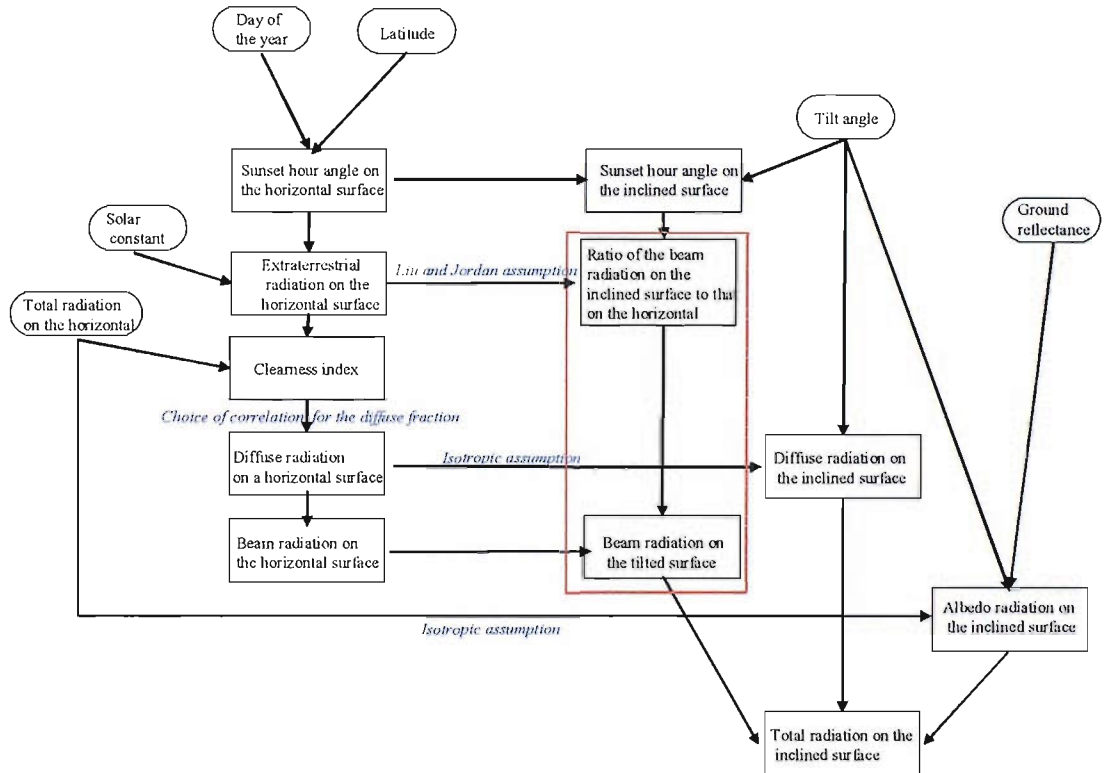 Day of
the year
Latitude
Tilt angle
Sunset hour angle on
the horizontal surface
Sunset hour angle on
the inclined surface
Solar
constant
Ground
reflectance
Extraterrestrial
radiation on the
horizontal surface
Liu and Jordan assumption
Ratio of the beam
radiation on the
inclined surface to that
on the horizontal
Total radiation
on the horizontal
Clearness index
Choice of correlations for the diffuse fraction
Diffuse radiation
on a horizontal surface
Isotropic assumption
Diffuse radiation on
the inclined surface
Beam radiation on
the horizontal surface
Beam radiation on
the tilted surface
Albedo radiation on
the inclined surface
Isotropic assumption
Total radiation on the
inclined surface